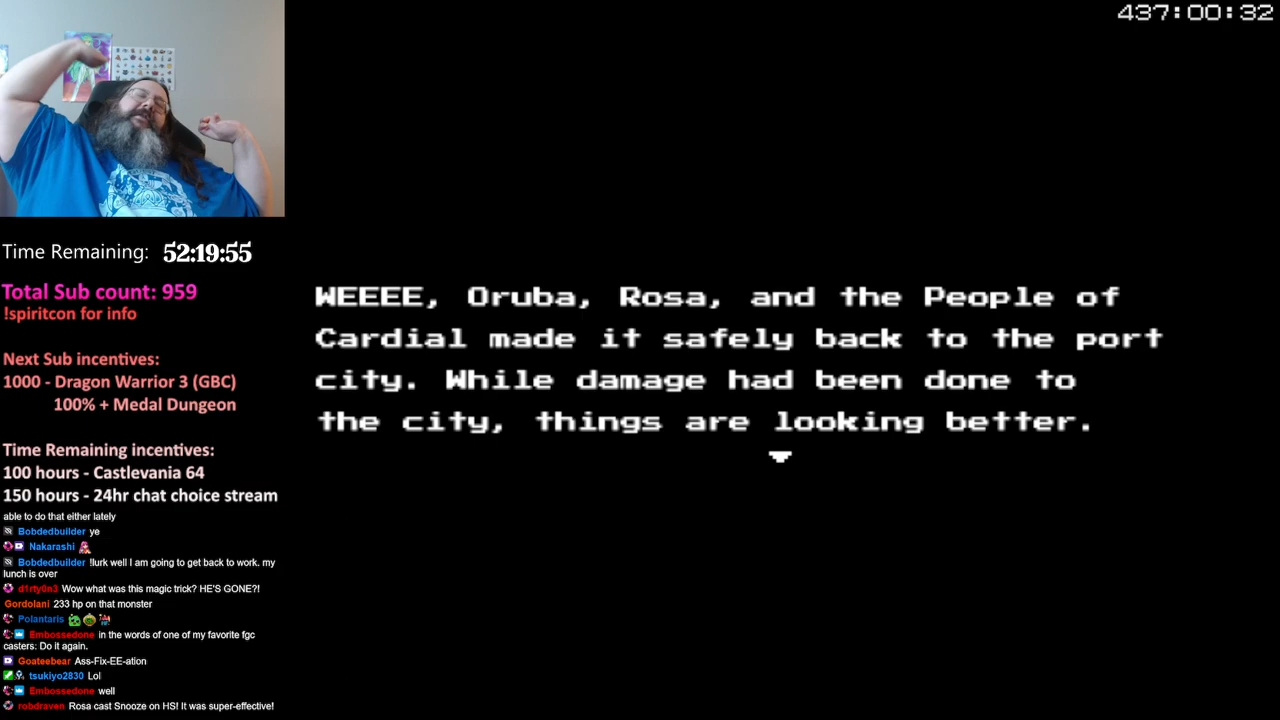 437:00:32
Time Remaining: 52:19:55
Total Sub count: 959
!spiritcon for info
Next Sub incentives:
1000 - Dragon Warrior 3 (GBC)
100% + Medal Dungeon
Time Remaining incentives:
100 hours - Castlevania 64
150 hours - 24hr chat choice stream
able to do that either lately
Bobdedbuilder ye
Nakarashi
Bobdedbuilder !lurk well I am going to get back to work. my
lunch is over
d1rty0n3 Wow what was this magic trick? HE'S GONE?!
Gordolani 233 hp on that monster
Polantaris
Embossedone in the words of one of my favorite fgc
casters: Do it again.
Goateebear Ass-Fix-EE-ation
tsukiyo2830 Lol
Embossedone well
robdraven Rosa cast Snooze on HS! It was super-effective!
WEEEE, Oruba, Rosa, and the People of
Cardial made it safely back to the port
city. While damage had been done to
the city, things are looking better.